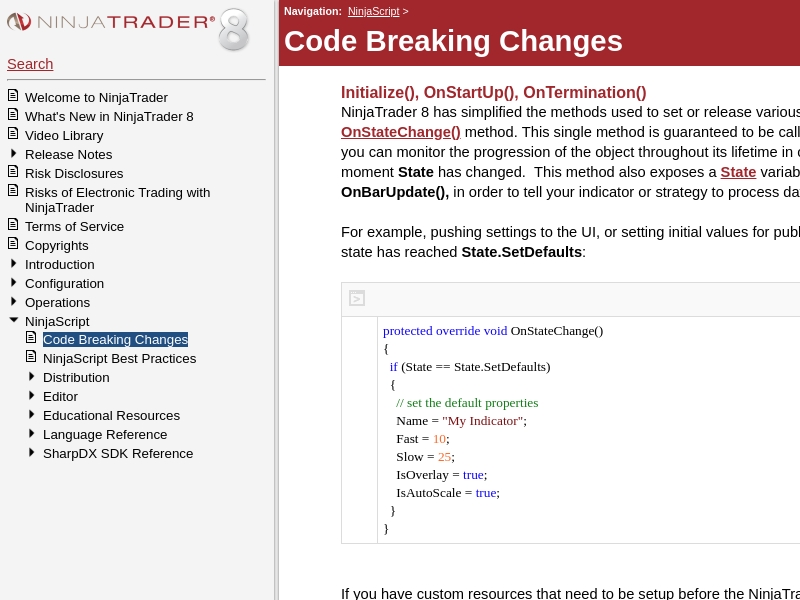 NINJATRADER® 8
Search
Welcome to NinjaTrader
What's New in NinjaTrader 8
Video Library
Release Notes
Risk Disclosures
Risks of Electronic Trading with
NinjaTrader
Terms of Service
Copyrights
Introduction
Configuration
Operations
NinjaScript
Code Breaking Changes
NinjaScript Best Practices
Distribution
Editor
Educational Resources
Language Reference
SharpDX SDK Reference
Navigation: NinjaScript >
Code Breaking Changes
Initialize(), OnStartUp(), OnTermination()
NinjaTrader 8 has simplified the methods used to set or release various
OnStateChange() method. This single method is guaranteed to be call
you can monitor the progression of the object throughout its lifetime in
moment State has changed.  This method also exposes a State variab
OnBarUpdate(), in order to tell your indicator or strategy to process da
For example, pushing settings to the UI, or setting initial values for publ
state has reached State.SetDefaults:
>
protected override void OnStateChange()
{
if (State == State.SetDefaults)
{
// set the default properties
Name = "My Indicator";
Fast = 10;
Slow = 25;
IsOverlay = true;
IsAutoScale = true;
}
}
If you have custom resources that need to be setup before the NinjaTra